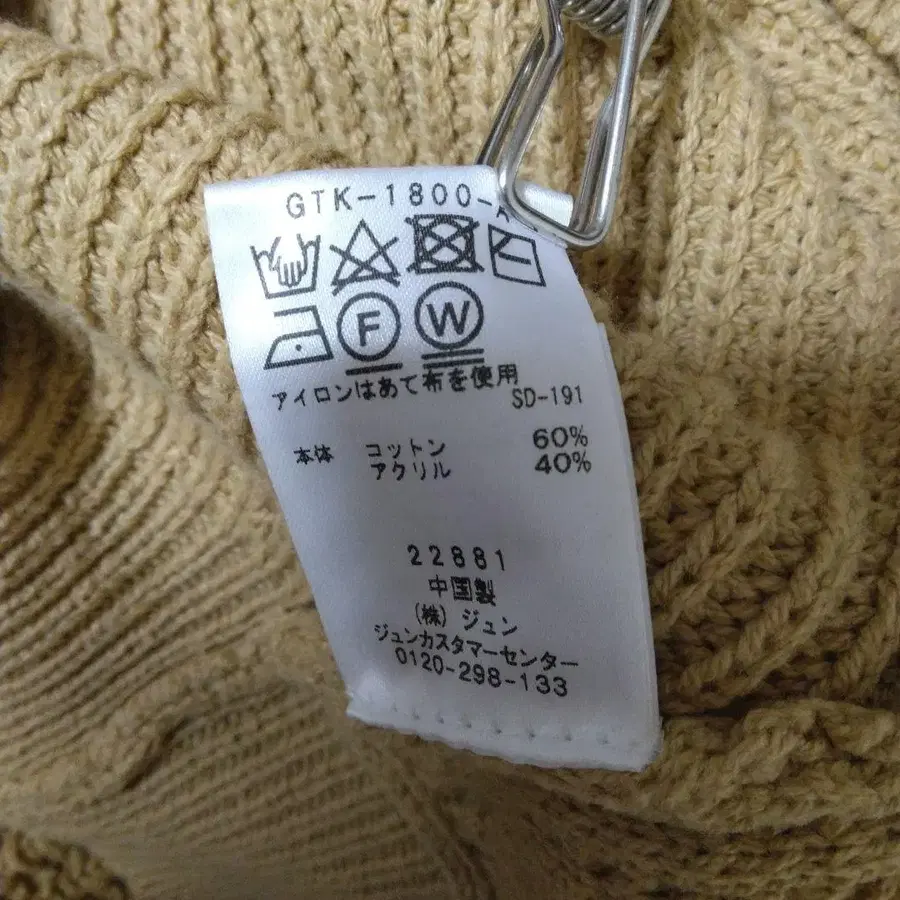 GTK-1800-A
F W
アイロンはあて布を使用
SD-191
本体 コットン 60%
アクリル 40%
22881
中国製
(株) ジュン
ジュンカスタマーセンター
0120-298-133